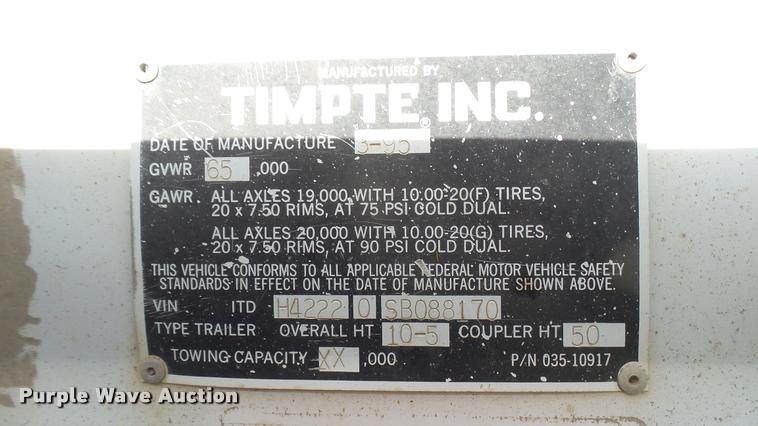 MANUFACTURED BY
TIMPTE® INC.
DATE OF MANUFACTURE 3-95
GVWR 65 ,000
GAWR ALL AXLES 19,000 WITH 10.00-20(F) TIRES,
20 x 7.50 RIMS, AT 75 PSI COLD DUAL.
ALL AXLES 20,000 WITH 10.00-20(G) TIRES,
20 x 7.50 RIMS, AT 90 PSI COLD DUAL.
THIS VEHICLE CONFORMS TO ALL APPLICABLE FEDERAL MOTOR VEHICLE SAFETY
STANDARDS IN EFFECT ON THE DATE OF MANUFACTURE SHOWN ABOVE.
VIN 1TD H4222 0 SB088170
TYPE TRAILER OVERALL HT 10-5 COUPLER HT 50
TOWING CAPACITY XX ,000 P/N 035-10917
Purple Wave Auction